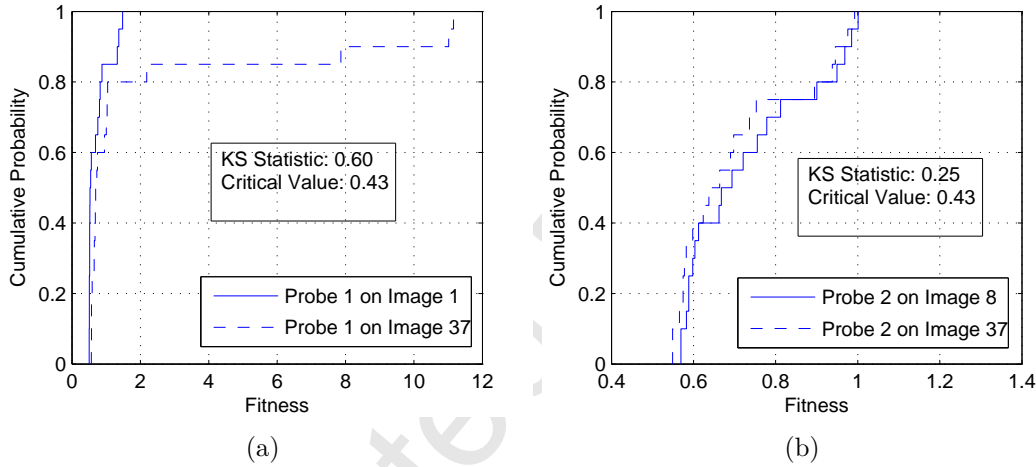 1
0.8
0.6
0.4
0.2
0
Cumulative Probability
KS Statistic: 0.60
Critical Value: 0.43
Probe 1 on Image 1
Probe 1 on Image 37
0 2 4 6 8 10 12
Fitness
(a)
1
0.8
0.6
0.4
0.2
0
Cumulative Probability
KS Statistic: 0.25
Critical Value: 0.43
Probe 2 on Image 8
Probe 2 on Image 37
0.4 0.6 0.8 1 1.2 1.4
Fitness
(b)